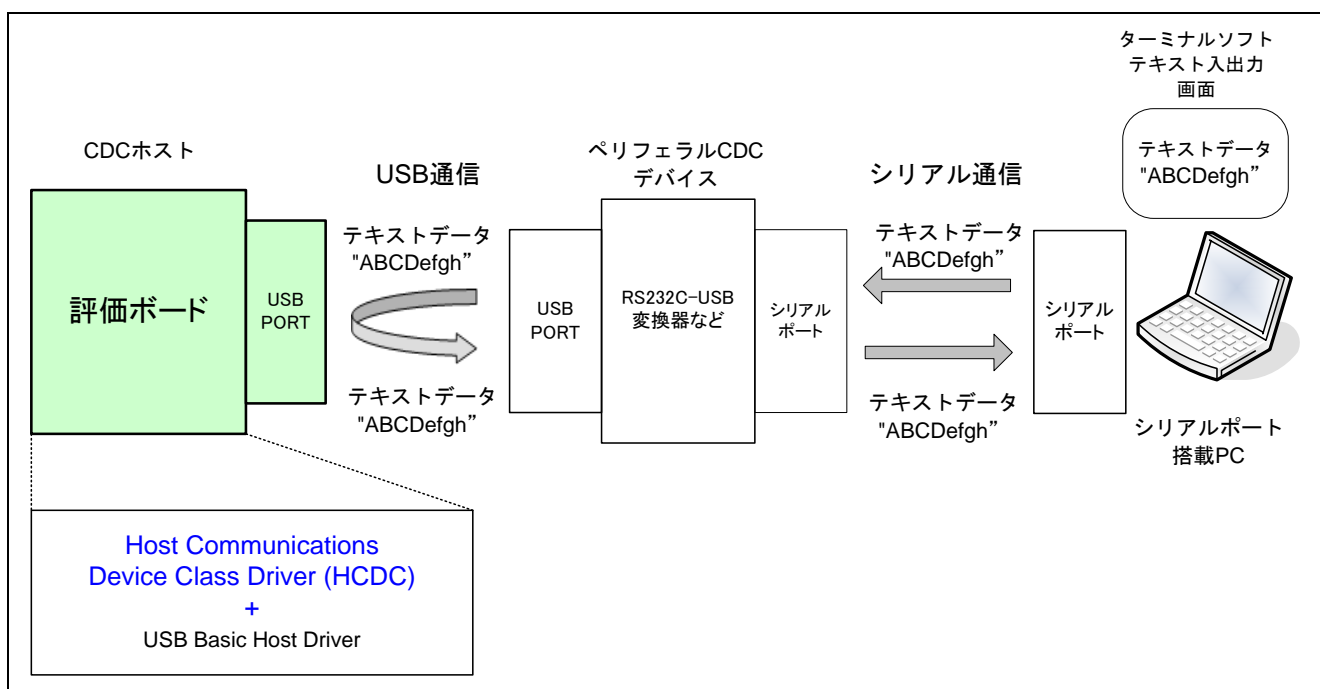 ターミナルソフト
テキスト入出力
画面
テキストデータ
"ABCDefgh”
CDCホスト
USB通信
ペリフェラルCDC
デバイス
シリアル通信
評価ボード
USB
PORT
テキストデータ
"ABCDefgh”
テキストデータ
"ABCDefgh”
USB
PORT
RS232C-USB
変換器など
シリアル
ポート
テキストデータ
"ABCDefgh”
テキストデータ
"ABCDefgh”
シリアル
ポート
シリアルポート
搭載PC
Host Communications
Device Class Driver (HCDC)
+
USB Basic Host Driver